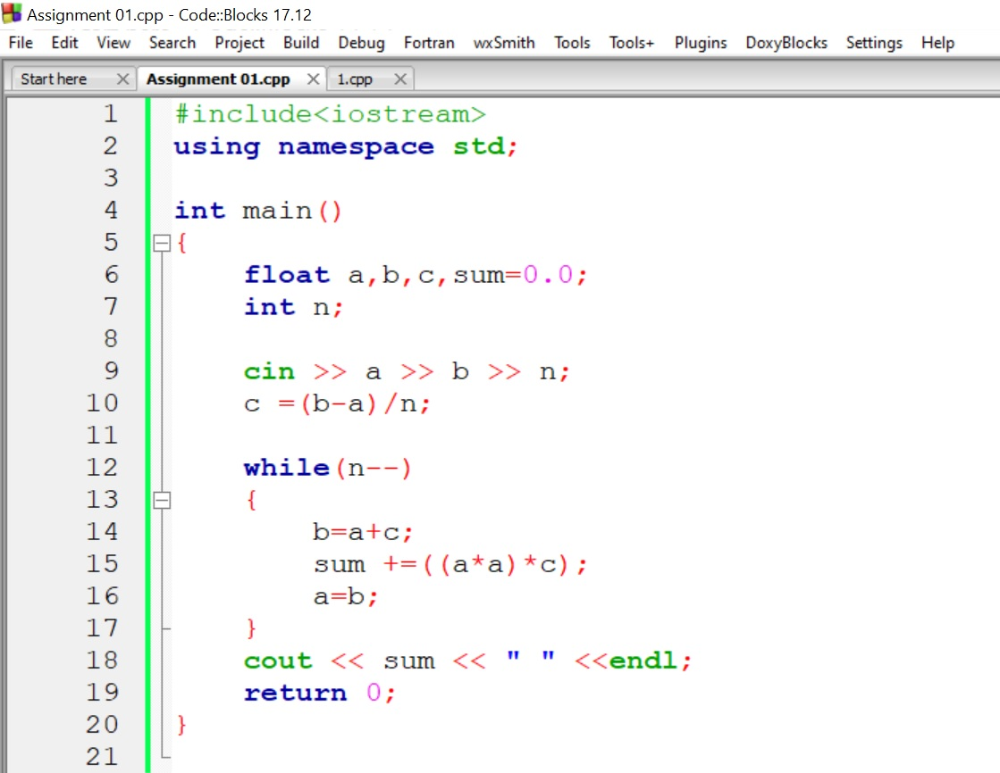 Assignment 01.cpp - Code::Blocks 17.12
File Edit View Search Project Build Debug Fortran wxSmith Tools Tools+ Plugins DoxyBlocks Settings Help
Start here Assignment 01.cpp 1.cpp
1 #include<iostream>
2 using namespace std;
3
4 int main()
5 {
6 float a,b,c,sum=0.0;
7 int n;
8
9 cin >> a >> b >> n;
10 c =(b-a)/n;
11
12 while(n--)
13 {
14 b=a+c;
15 sum +=((a*a)*c);
16 a=b;
17 }
18 cout << sum << " " <<endl;
19 return 0;
20 }
21